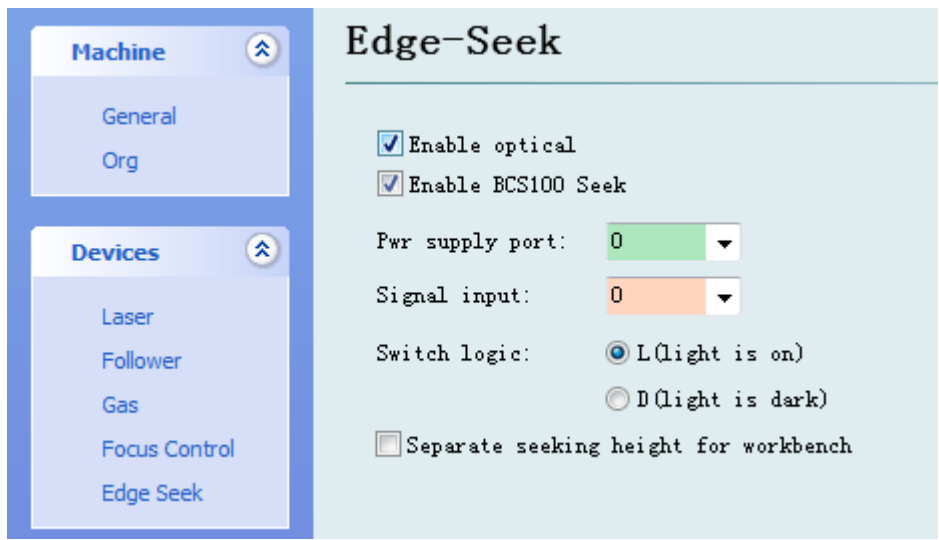 Machine
General
Org
Devices
Laser
Follower
Gas
Focus Control
Edge Seek
Edge-Seek
Enable optical
Enable BCS100 Seek
Pwr supply port: 0
Signal input: 0
Switch logic: L(light is on)
D(light is dark)
Separate seeking height for workbench